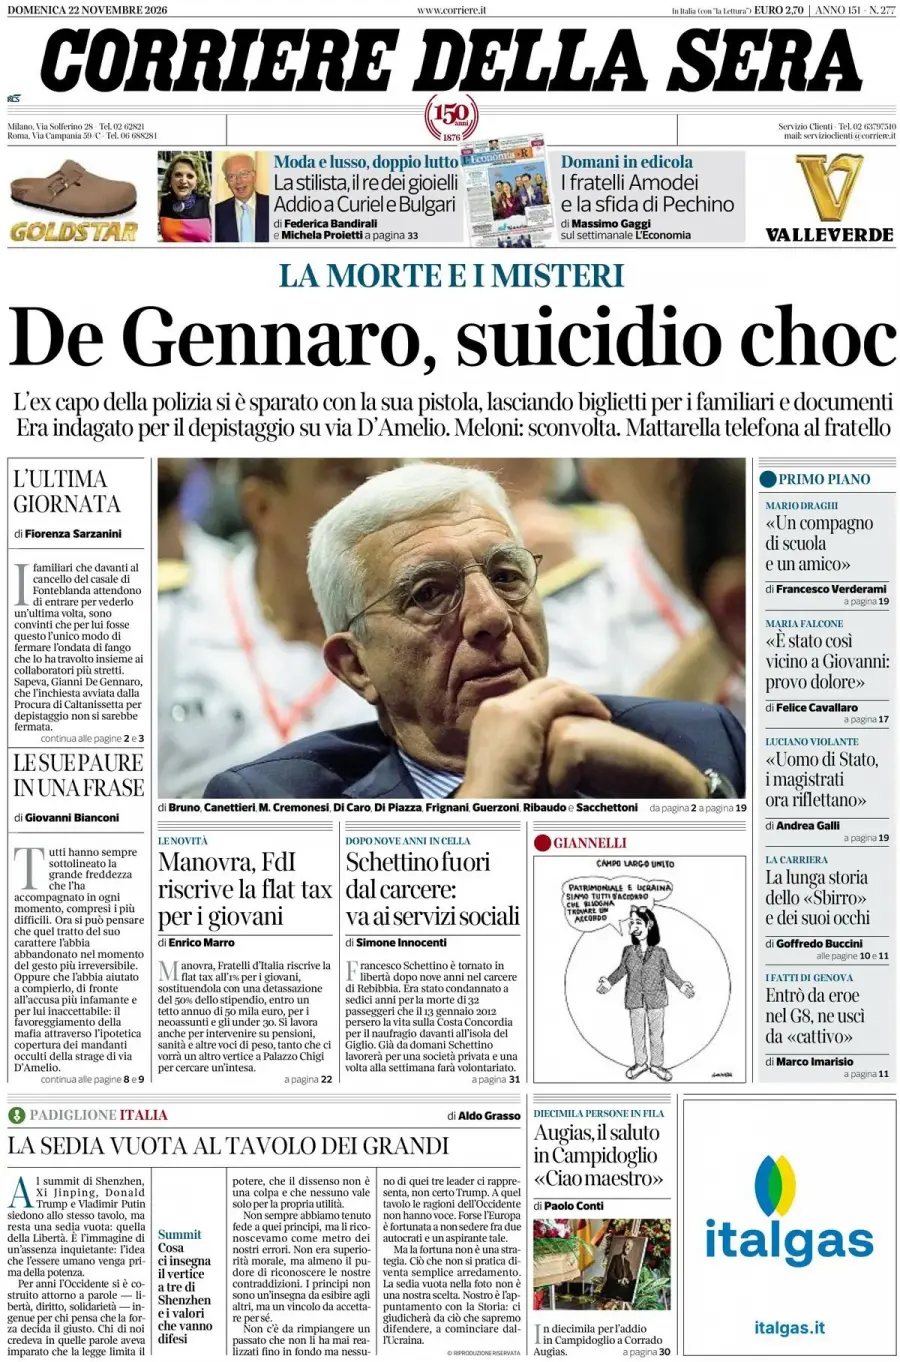 DOMENICA 22 NOVEMBRE 2026
www.corriere.it
In Italia (con "la Lettura") EURO 2,70 | ANNO 151 - N. 277
CORRIERE DELLA SERA
RCS
Milano, Via Solferino 28 - Tel. 02 62821
Roma, Via Campania 59/C - Tel. 06 688281
150
anni
1876
Servizio Clienti - Tel. 02 63797510
mail: servizioclienti@corriere.it
GOLDSTAR
Moda e lusso, doppio lutto
La stilista, il re dei gioielli
Addio a Curiel e Bulgari
di Federica Bandirali
e Michela Proietti a pagina 33
L'Economia
Domani in edicola
I fratelli Amodei
e la sfida di Pechino
di Massimo Gaggi
sul settimanale L'Economia
VALLEVERDE
LA MORTE E I MISTERI
De Gennaro, suicidio choc
L'ex capo della polizia si è sparato con la sua pistola, lasciando biglietti per i familiari e documenti
Era indagato per il depistaggio su via D'Amelio. Meloni: sconvolta. Mattarella telefona al fratello
L'ULTIMA
GIORNATA
di Fiorenza Sarzanini
I familiari che davanti al
cancello del casale di
Fonteblanda attendono
di entrare per vederlo
un'ultima volta, sono
convinti che per lui fosse
questo l'unico modo di
fermare l'ondata di fango
che lo ha travolto insieme ai
collaboratori più stretti.
Sapeva, Gianni De Gennaro,
che l'inchiesta avviata dalla
Procura di Caltanissetta per
depistaggio non si sarebbe
fermata.
continua alle pagine 2 e 3
LE SUE PAURE
IN UNA FRASE
di Giovanni Bianconi
Tutti hanno sempre
sottolineato la
grande freddezza
che l'ha
accompagnato in ogni
momento, compresi i più
difficili. Ora si può pensare
che quel tratto del suo
carattere l'abbia
abbandonato nel momento
del gesto più irreversibile.
Oppure che l'abbia aiutato
a compierlo, di fronte
all'accusa più infamante e
per lui inaccettabile: il
favoreggiamento della
mafia attraverso l'ipotetica
copertura dei mandanti
occulti della strage di via
D'Amelio.
continua alle pagine 8 e 9
di Bruno, Canettieri, M. Cremonesi, Di Caro, Di Piazza, Frignani, Guerzoni, Ribaudo e Sacchettoni da pagina 2 a pagina 19
PRIMO PIANO
MARIO DRAGHI
«Un compagno
di scuola
e un amico»
di Francesco Verderami
a pagina 19
MARIA FALCONE
«È stato così
vicino a Giovanni:
provo dolore»
di Felice Cavallaro
a pagina 17
LUCIANO VIOLANTE
«Uomo di Stato,
i magistrati
ora riflettano»
di Andrea Galli
a pagina 19
LA CARRIERA
La lunga storia
dello «Sbirro»
e dei suoi occhi
di Goffredo Buccini
alle pagine 10 e 11
I FATTI DI GENOVA
Entrò da eroe
nel G8, ne uscì
da «cattivo»
di Marco Imarisio
a pagina 11
LE NOVITÀ
Manovra, FdI
riscrive la flat tax
per i giovani
di Enrico Marro
Manovra, Fratelli d'Italia riscrive la
flat tax all'1% per i giovani,
sostituendola con una detassazione
del 50% dello stipendio, entro un
tetto annuo di 50 mila euro, per i
neoassunti e gli under 30. Si lavora
anche per intervenire su pensioni,
sanità e altre voci di peso, tanto che ci
vorrà un altro vertice a Palazzo Chigi
per cercare un'intesa.
a pagina 22
DOPO NOVE ANNI IN CELLA
Schettino fuori
dal carcere:
va ai servizi sociali
di Simone Innocenti
Francesco Schettino è tornato in
libertà dopo nove anni nel carcere
di Rebibbia. Era stato condannato a
sedici anni per la morte di 32
passeggeri che il 13 gennaio 2012
persero la vita sulla Costa Concordia
per il naufragio davanti all'isola del
Giglio. Già da domani Schettino
lavorerà per una società privata e una
volta alla settimana farà volontariato.
a pagina 31
GIANNELLI
CAMPO LARGO UNITO
PATRIMONIALE E UCRAINA
SIAMO TUTTI D'ACCORDO
CHE BISOGNA
TROVARE UN
ACCORDO
GIANNELLI
PADIGLIONE ITALIA
di Aldo Grasso
LA SEDIA VUOTA AL TAVOLO DEI GRANDI
Al summit di Shenzhen,
Xi Jinping, Donald
Trump e Vladimir Putin
siedono allo stesso tavolo, ma
resta una sedia vuota: quella
della Libertà. È l'immagine di
un'assenza inquietante: l'idea
che l'essere umano venga pri-
ma della potenza.
Per anni l'Occidente si è co-
struito attorno a parole — li-
bertà, diritto, solidarietà — in-
genue per chi pensa che la for-
za decida il giusto. Chi di noi
credeva in quelle parole aveva
imparato che la legge limita il
Summit
Cosa
ci insegna
il vertice
a tre di
Shenzhen
e i valori
che vanno
difesi
potere, che il dissenso non è
una colpa e che nessuno vale
solo per la propria utilità.
Non sempre abbiamo tenuto
fede a quei principi, ma li rico-
noscevamo come metro dei
nostri errori. Non era superio-
rità morale, ma almeno il pu-
dore di riconoscere le nostre
contraddizioni. I principi non
sono un'insegna da esibire agli
altri, ma un vincolo da accetta-
re per sé.
Non c'è da rimpiangere un
passato che non li ha mai rea-
lizzati fino in fondo ma nessu-
no di quei tre leader ci rappre-
senta, non certo Trump. A quel
tavolo le ragioni dell'Occidente
non hanno voce. Forse l'Europa
è fortunata a non sedere fra due
autocrati e un aspirante tale.
Ma la fortuna non è una stra-
tegia. Ciò che non si pratica di-
venta semplice arredamento.
La sedia vuota nella foto non è
una nostra scelta. Nostro è l'ap-
puntamento con la Storia: ci
giudicherà da ciò che sapremo
difendere, a cominciare dal-
l'Ucraina.
© RIPRODUZIONE RISERVATA
DIECIMILA PERSONE IN FILA
Augias, il saluto
in Campidoglio
«Ciao maestro»
di Paolo Conti
In diecimila per l'addio
in Campidoglio a Corrado
Augias.
a pagina 30
italgas
italgas.it